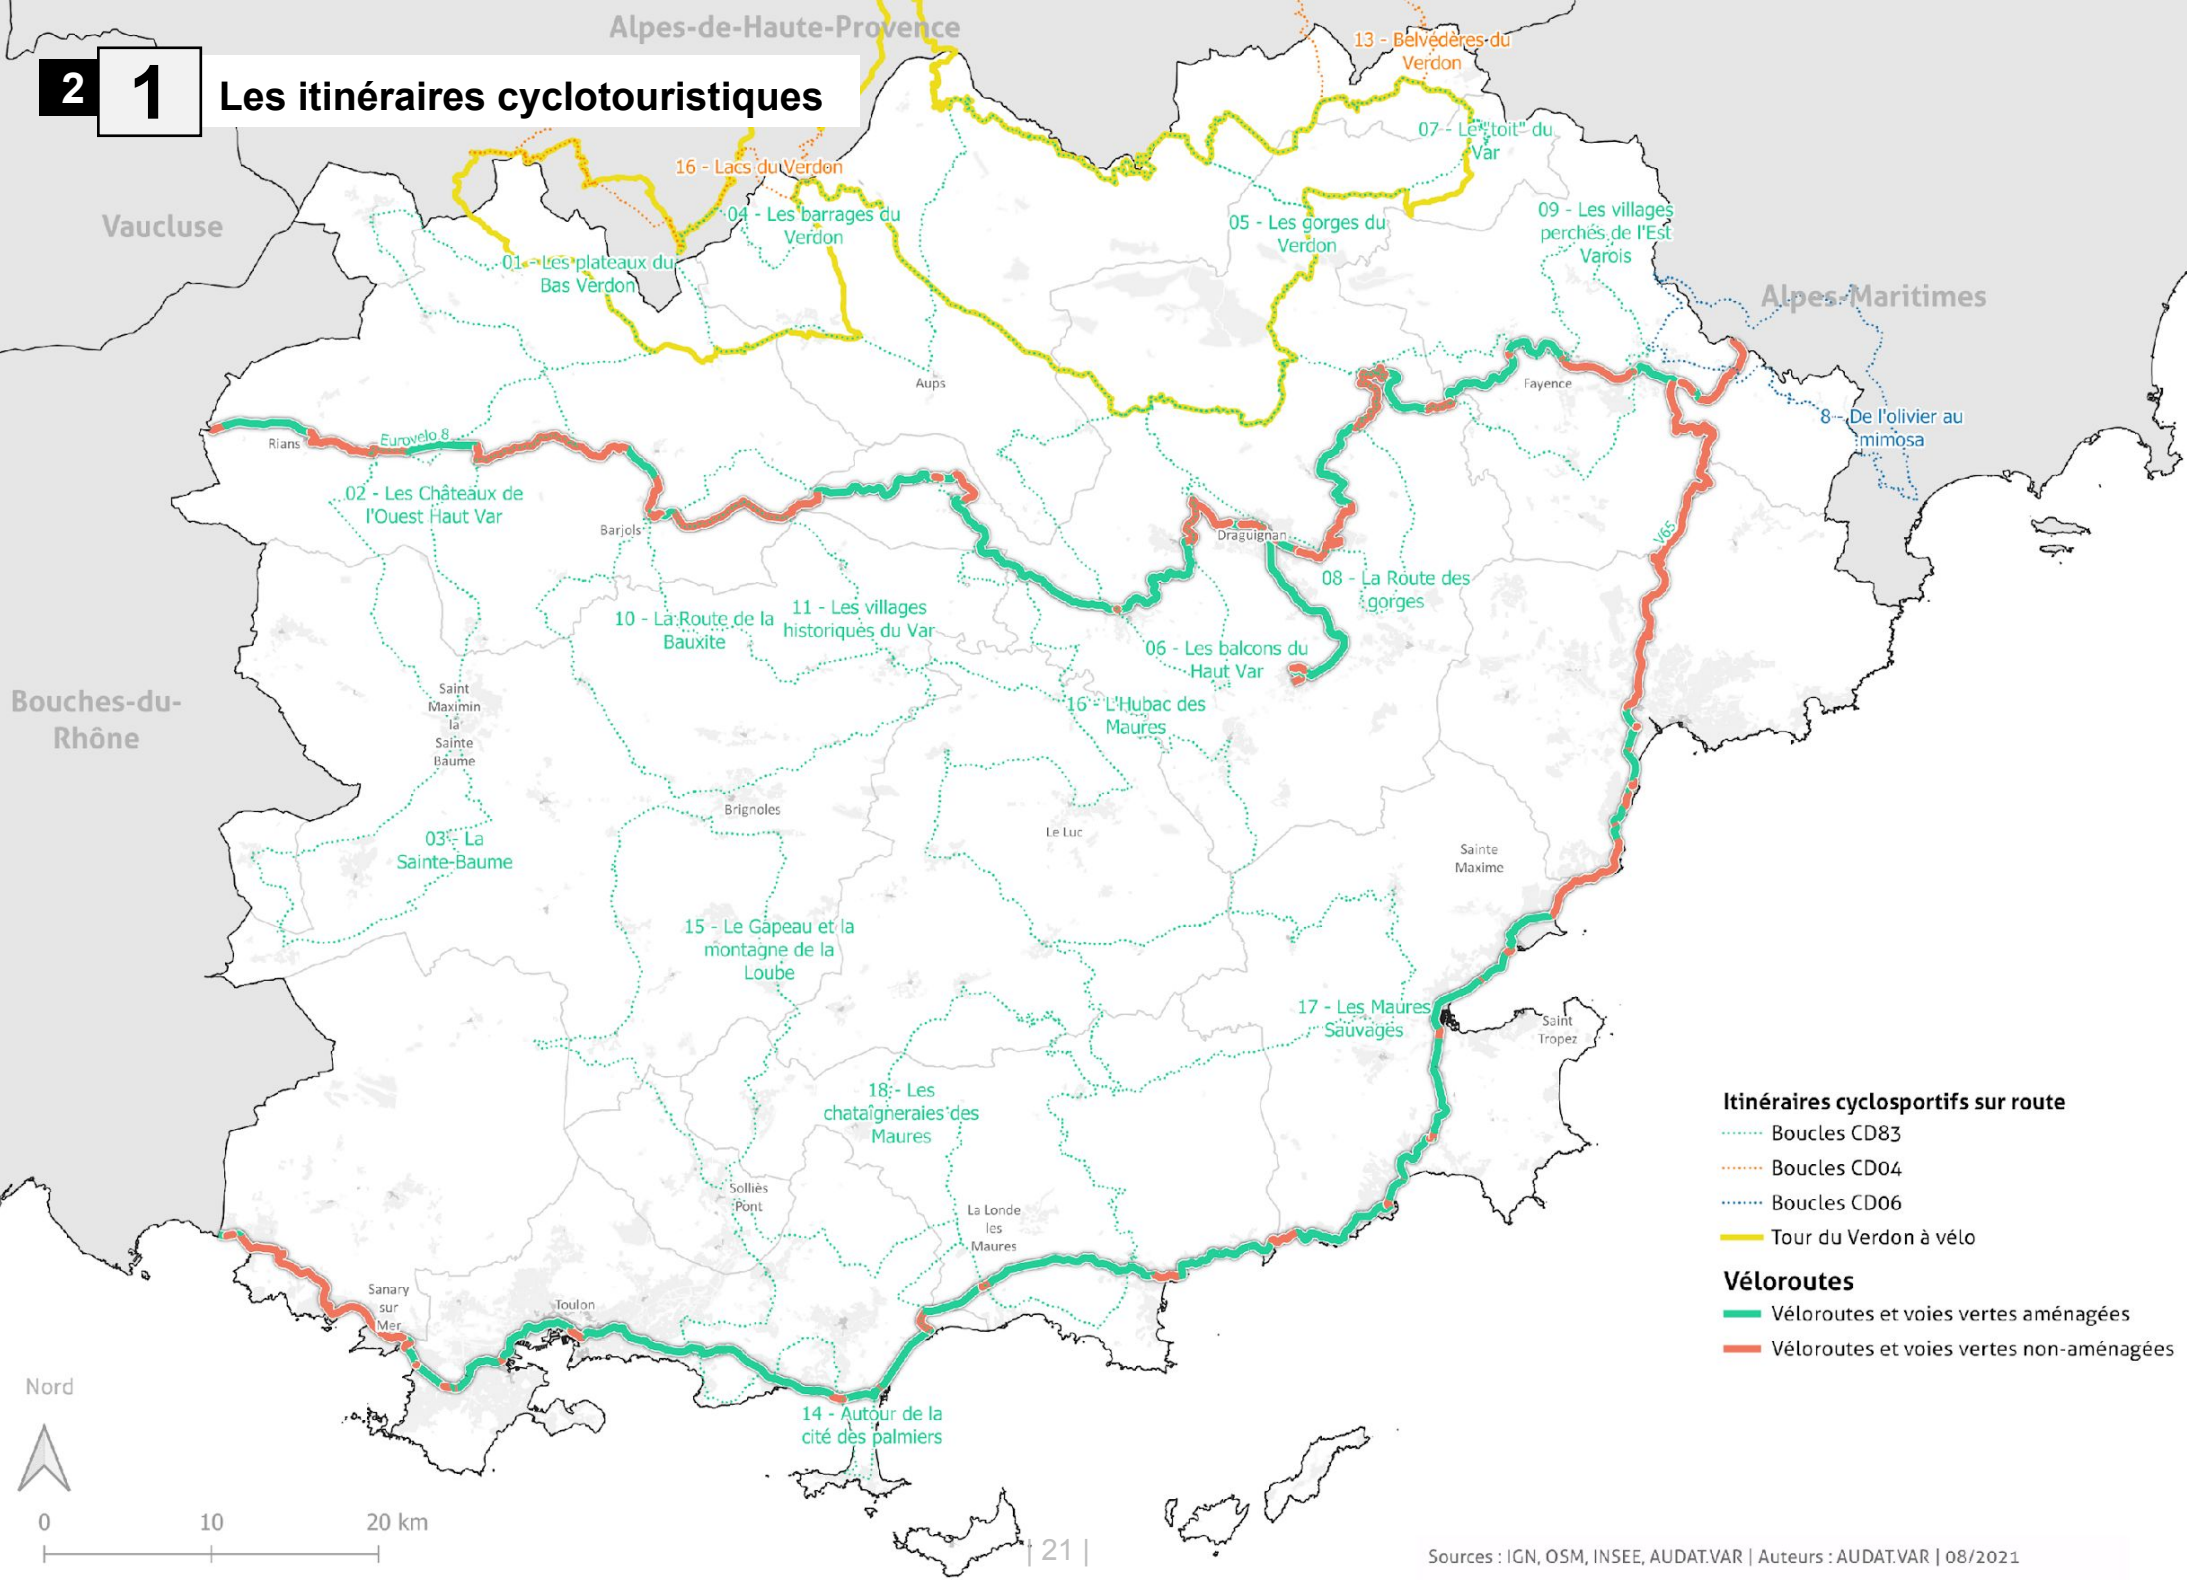 Alpes-de-Haute-Provence
2
1
Les itinéraires cyclotouristiques
13 - Belvédères du
Verdon
07 - Le "toit" du
Var
16 - Lacs du Verdon
Vaucluse
04 - Les barrages du
Verdon
05 - Les gorges du
Verdon
09 - Les villages
perchés de l'Est
Varois
01 - Les plateaux du
Bas Verdon
Alpes-Maritimes
Aups
Fayence
8 - De l'olivier au
mimosa
Rians
Eurovelo 8
02 - Les Châteaux de
l'Ouest Haut Var
Barjols
Draguignan
V65
08 - La Route des
gorges
10 - La Route de la
Bauxite
11 - Les villages
historiques du Var
06 - Les balcons du
Haut Var
Bouches-du-
Rhône
Saint
Maximin
la
Sainte
Baume
16 - L'Hubac des
Maures
Brignoles
Le Luc
03 - La
Sainte-Baume
Sainte
Maxime
15 - Le Gapeau et la
montagne de la
Loube
17 - Les Maures
Sauvages
Saint
Tropez
18 - Les
chataîgneraies des
Maures
Solliès
Pont
La Londe
les
Maures
Sanary
sur
Mer
Toulon
14 - Autour de la
cité des palmiers
Itinéraires cyclosportifs sur route
Boucles CD83
Boucles CD04
Boucles CD06
Tour du Verdon à vélo
Véloroutes
Véloroutes et voies vertes aménagées
Véloroutes et voies vertes non-aménagées
Nord
0 10 20 km
| 21 |
Sources : IGN, OSM, INSEE, AUDAT.VAR | Auteurs : AUDAT.VAR | 08/2021